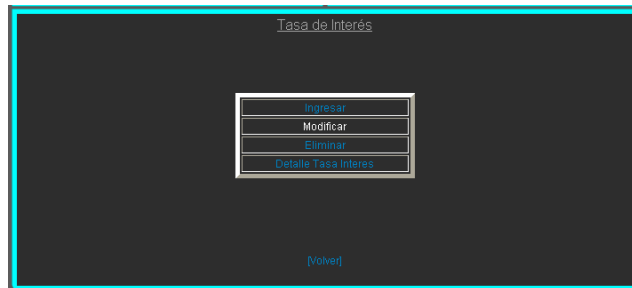 Tasa de Interés
Ingresar
Modificar
Eliminar
Detalle Tasa Interes
[Volver]